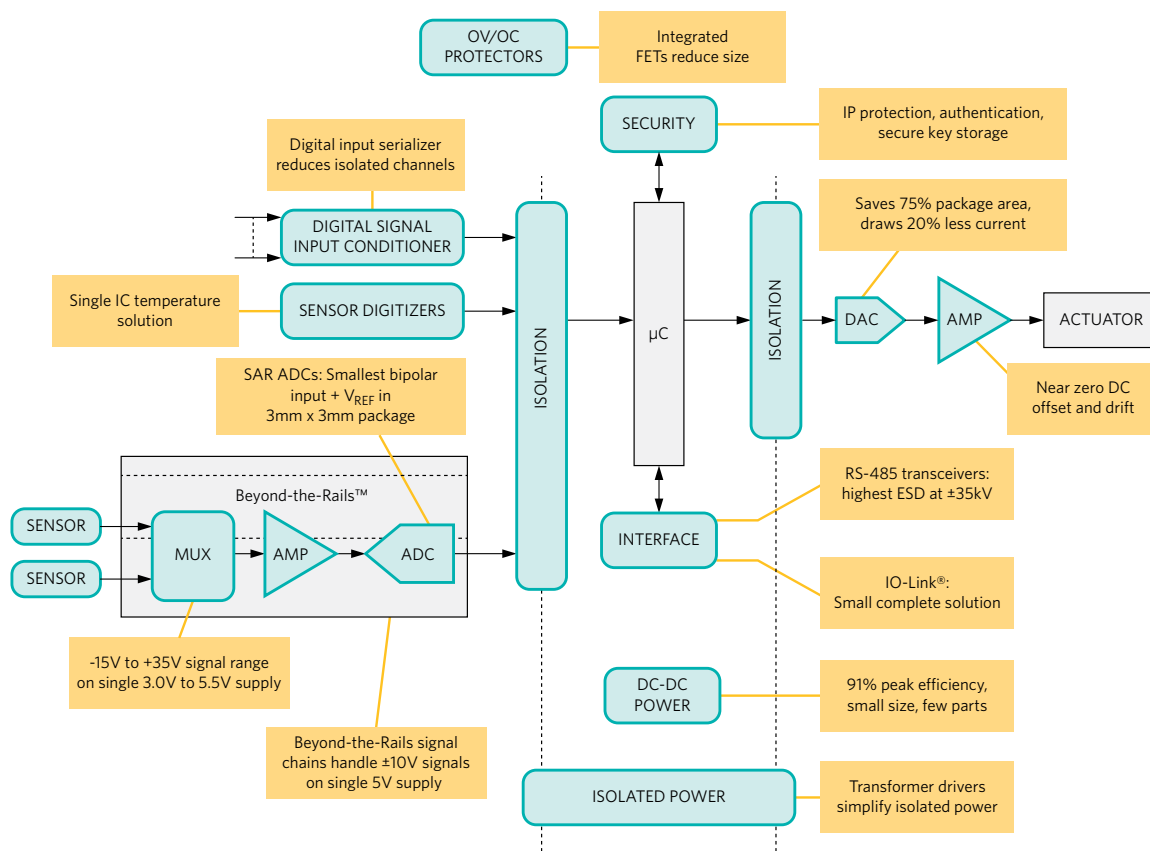 OV/OC
PROTECTORS
Integrated
FETs reduce size
SECURITY
IP protection, authentication,
secure key storage
Digital input serializer
reduces isolated channels
DIGITAL SIGNAL
INPUT CONDITIONER
Saves 75% package area,
draws 20% less current
Single IC temperature
solution
SENSOR DIGITIZERS
ISOLATION
µC
ISOLATION
DAC
AMP
ACTUATOR
SAR ADCs: Smallest bipolar
input + VREF in
3mm x 3mm package
Near zero DC
offset and drift
Beyond-the-Rails™
SENSOR
SENSOR
MUX
AMP
ADC
INTERFACE
RS-485 transceivers:
highest ESD at ±35kV
IO-Link®:
Small complete solution
-15V to +35V signal range
on single 3.0V to 5.5V supply
DC-DC
POWER
91% peak efficiency,
small size, few parts
Beyond-the-Rails signal
chains handle ±10V signals
on single 5V supply
ISOLATED POWER
Transformer drivers
simplify isolated power